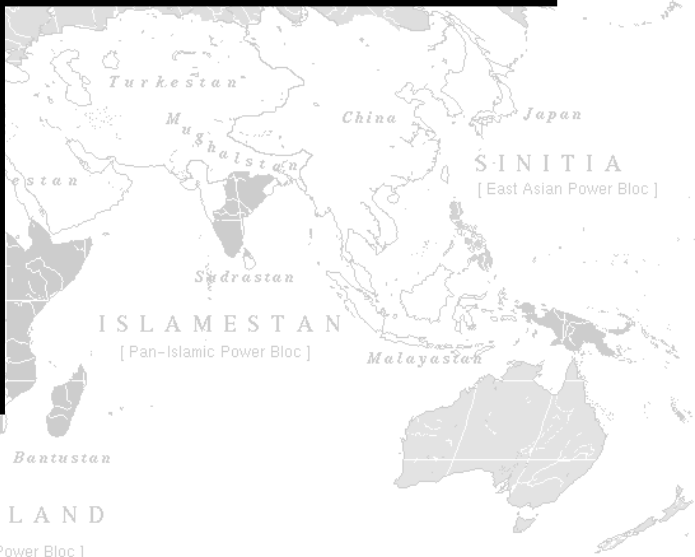 Turkestan
Mughalstan
China
Japan
SINITIA
[ East Asian Power Bloc ]
estan
Sudrastan
ISLAMESTAN
[ Pan-Islamic Power Bloc ]
Malayastan
Bantustan
LAND
Power Bloc ]